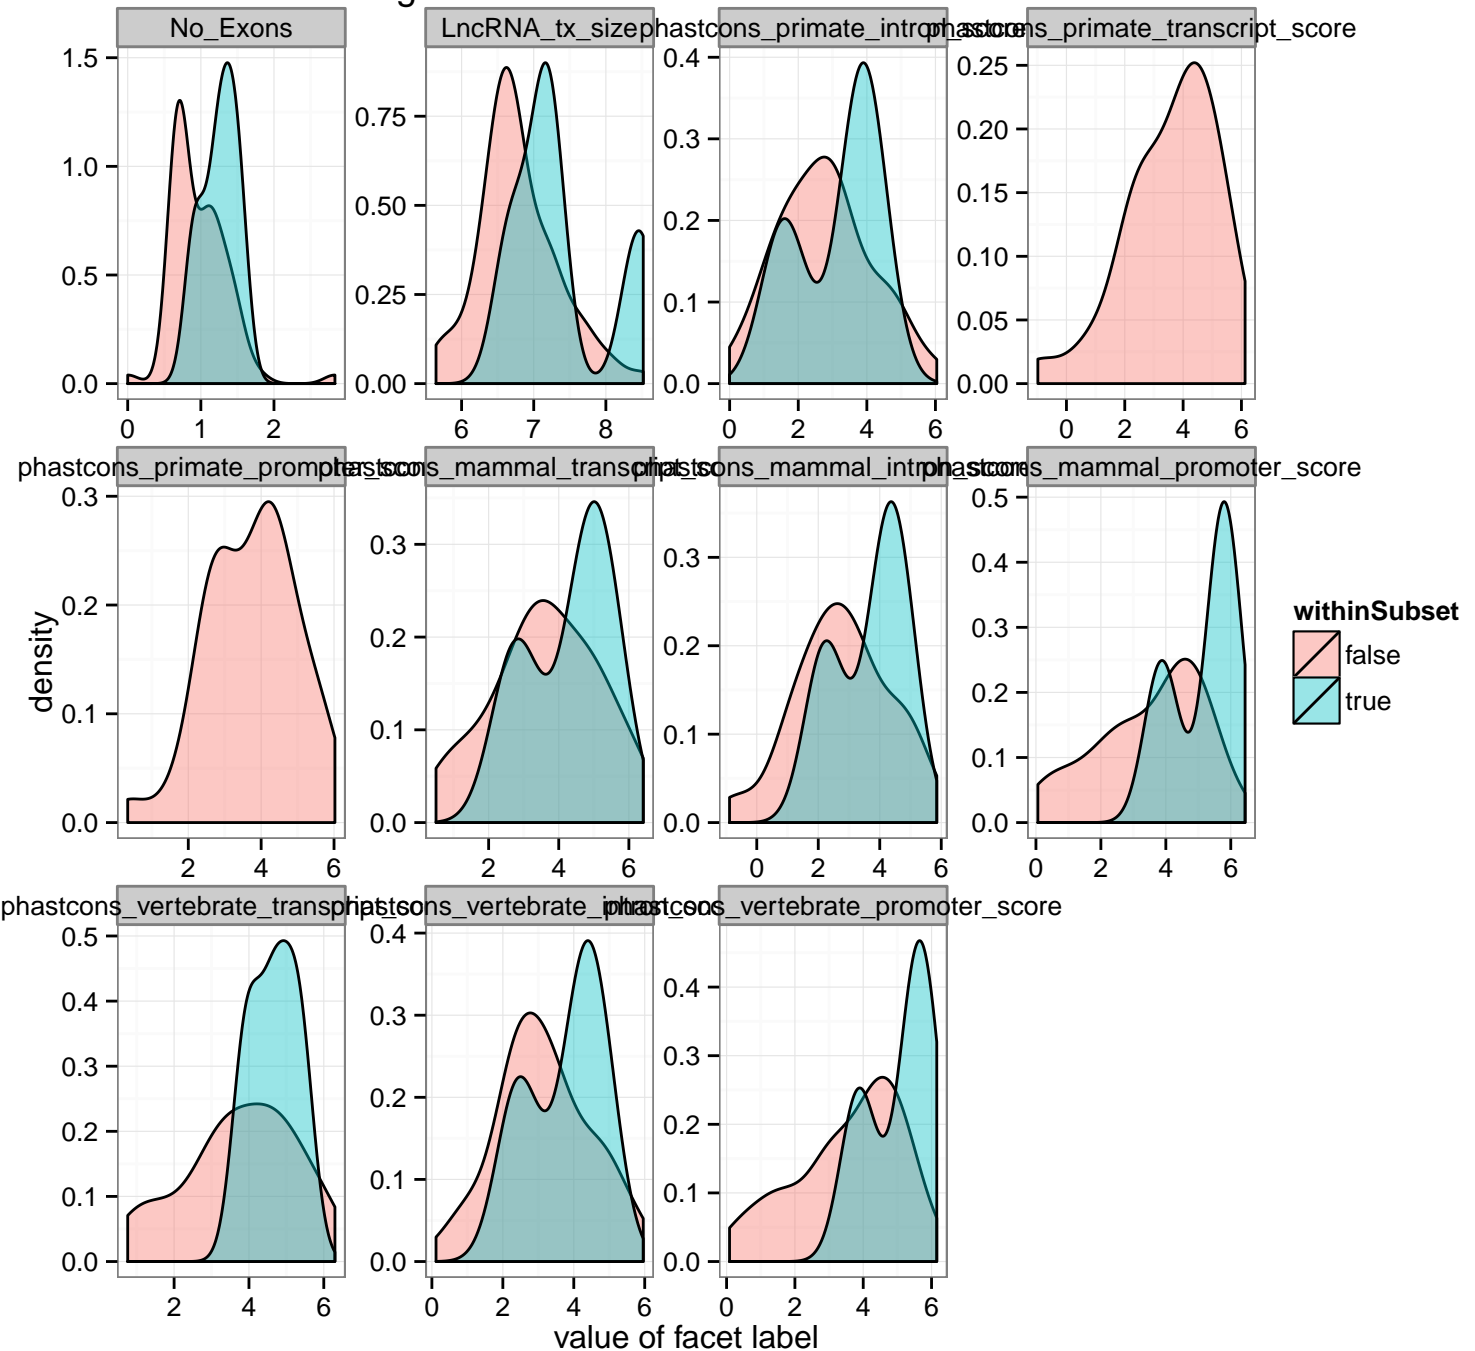 g
No_Exons
LncRNA_tx_size
phastcons_primate_intron_score
phastcons_primate_transcript_score
1.5
1.0
0.5
0.0
0 1 2
0.75
0.50
0.25
0.00
6 7 8
0.4
0.3
0.2
0.1
0.0
0 2 4 6
0.25
0.20
0.15
0.10
0.05
0.00
0 2 4 6
phastcons_primate_promoter_score
phastcons_mammal_transcript_score
phastcons_mammal_intron_score
phastcons_mammal_promoter_score
0.3
0.2
0.1
0.0
2 4 6
0.3
0.2
0.1
0.0
2 4 6
0.3
0.2
0.1
0.0
0 2 4 6
0.5
0.4
0.3
0.2
0.1
0.0
0 2 4 6
phastcons_vertebrate_transcript_score
phastcons_vertebrate_intron_score
phastcons_vertebrate_promoter_score
0.5
0.4
0.3
0.2
0.1
0.0
2 4 6
0.4
0.3
0.2
0.1
0.0
0 2 4 6
0.4
0.3
0.2
0.1
0.0
0 2 4 6
density
value of facet label
withinSubset
false
true